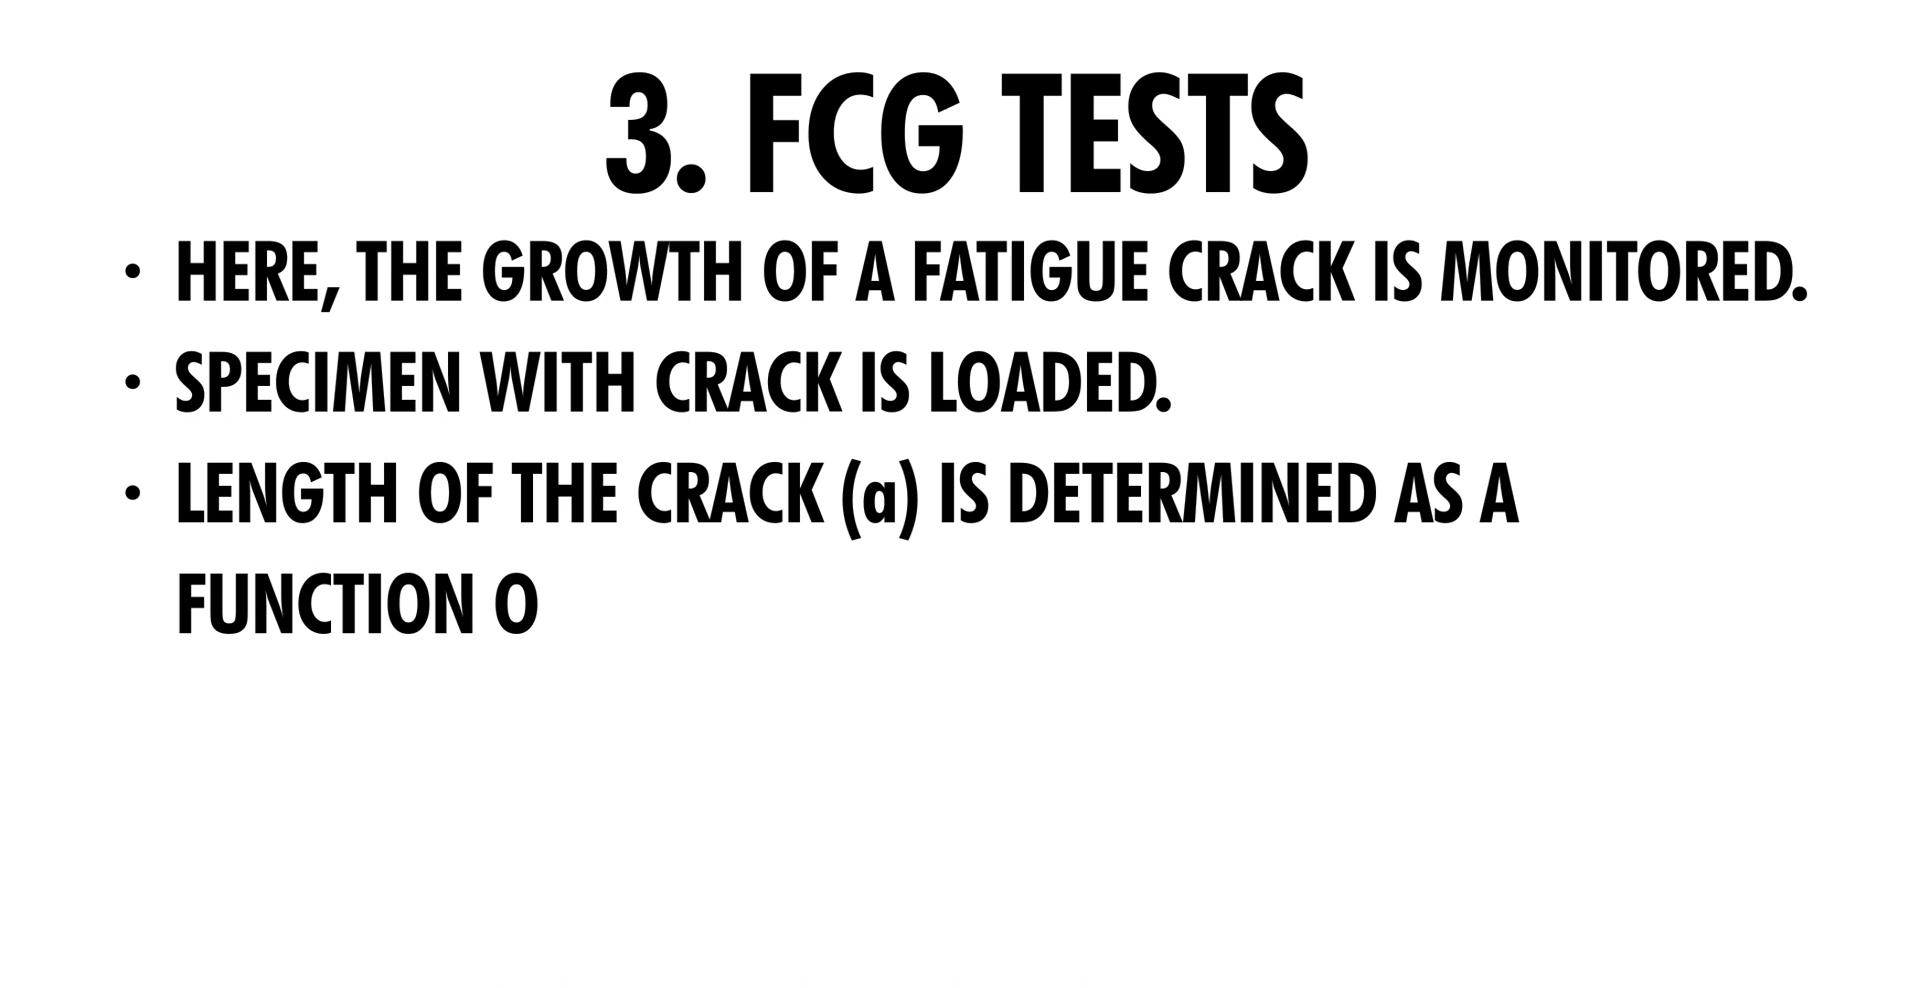 3. FCG TESTS
• HERE, THE GROWTH OF A FATIGUE CRACK IS MONITORED.
• SPECIMEN WITH CRACK IS LOADED.
• LENGTH OF THE CRACK (a) IS DETERMINED AS A
FUNCTION O